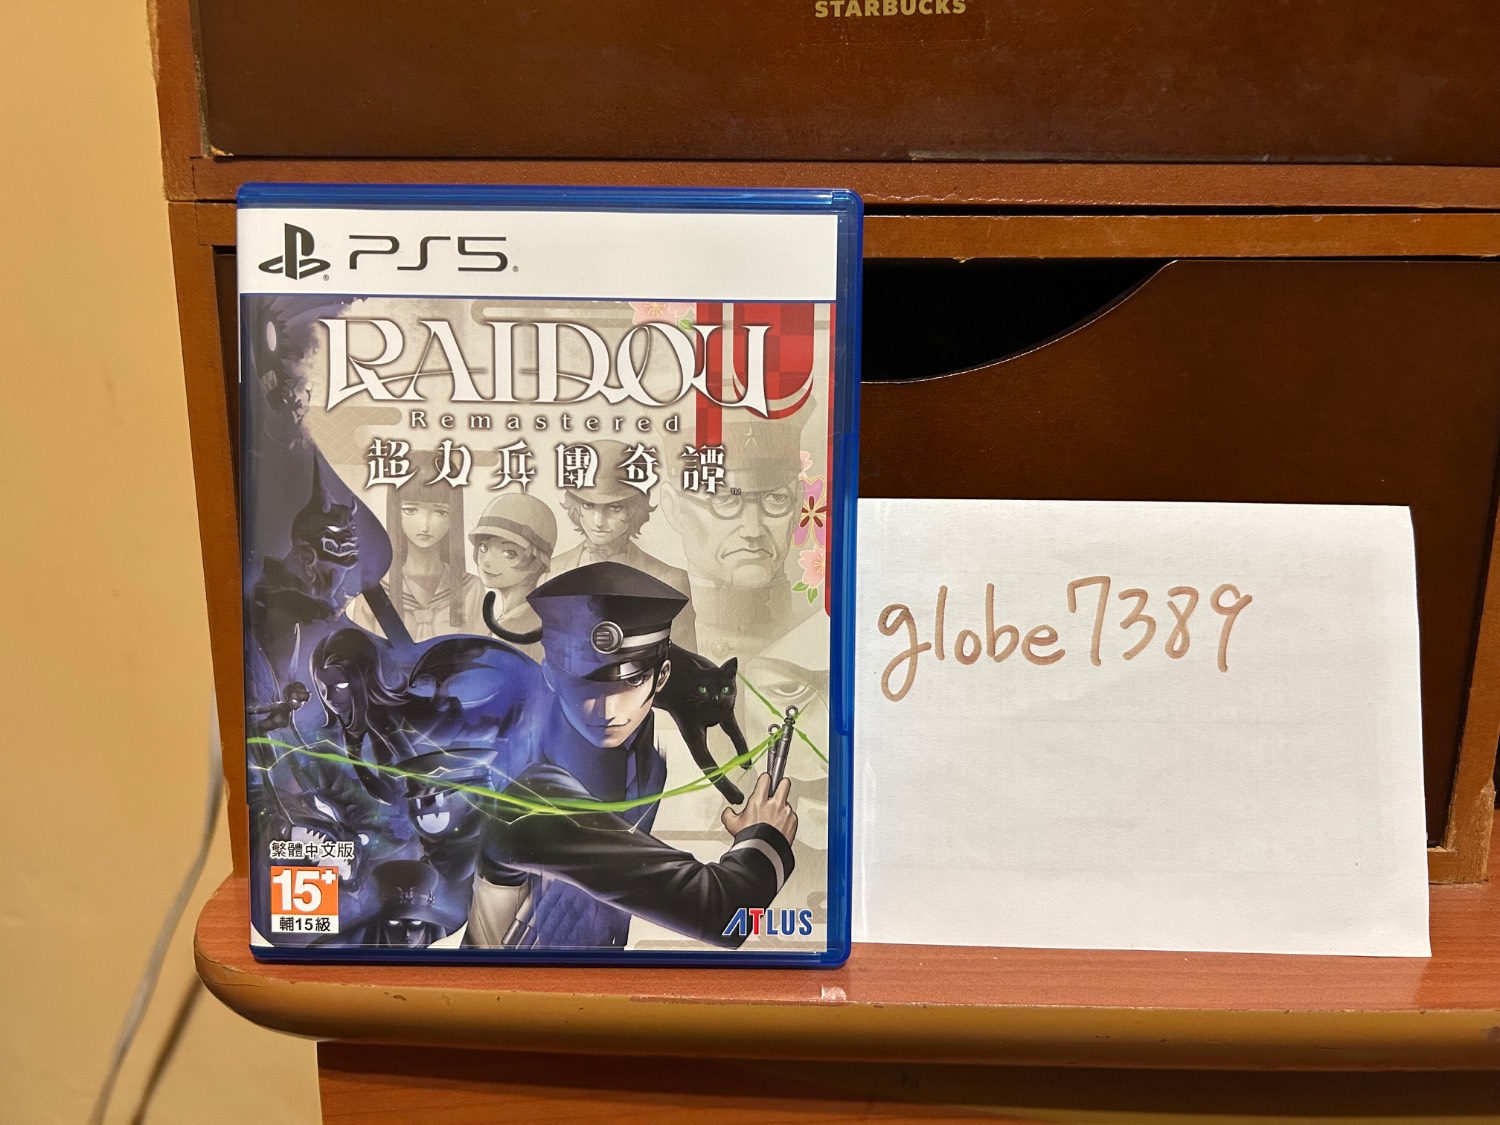 STARBUCKS
PS5
RAIDOU
Remastered
超力兵團奇譚
TM
globe7389
繁體中文版
15+
輔15級
ATLUS